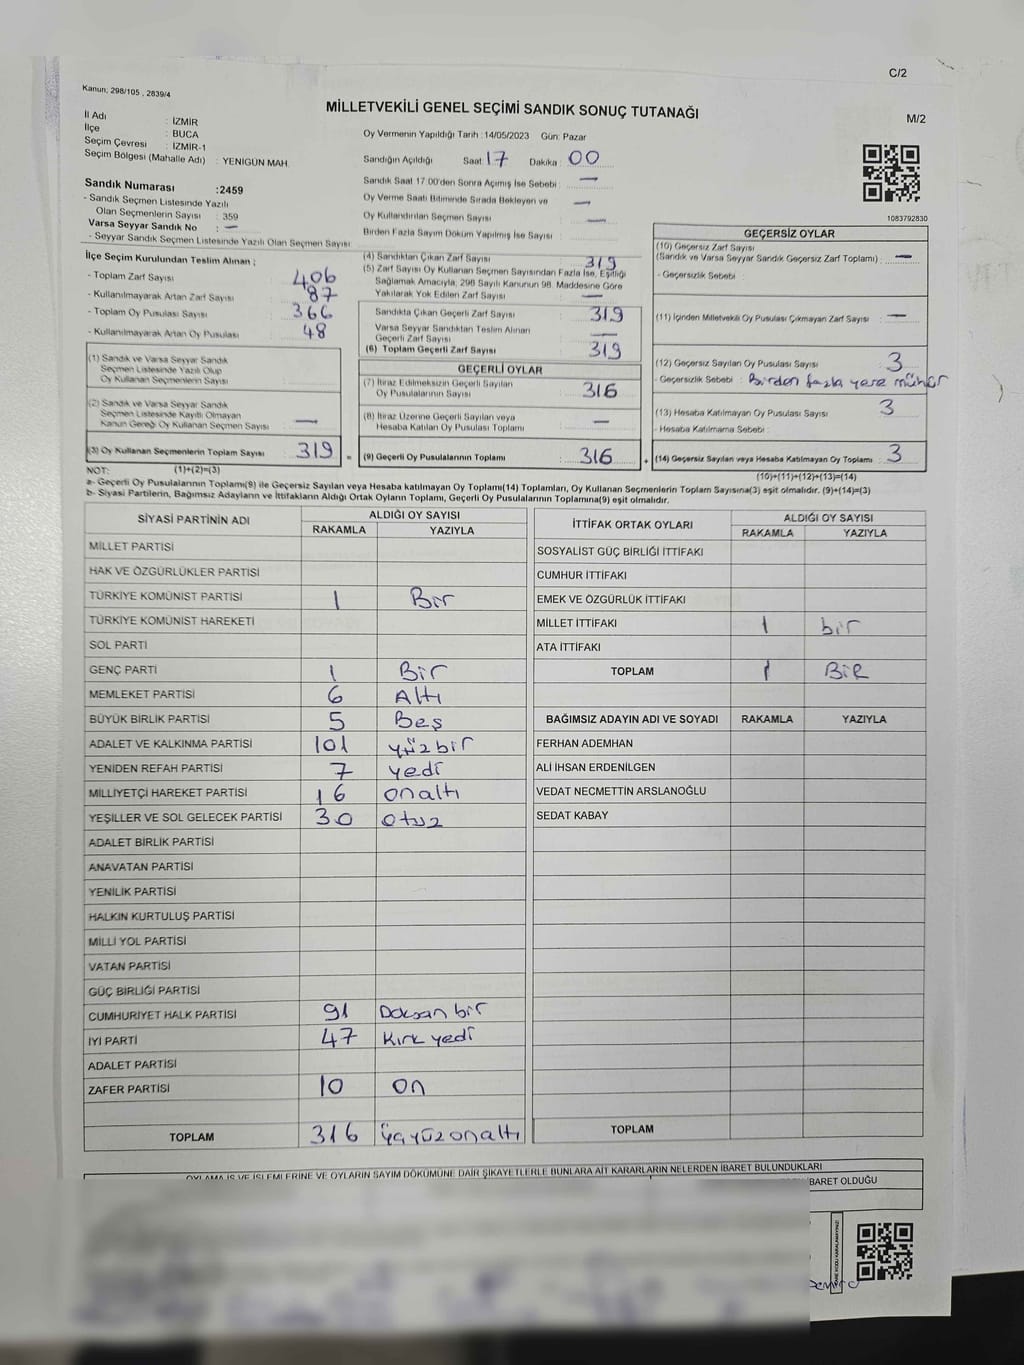 C/2
Kanun, 298/105 , 2839/4
MİLLETVEKİLİ GENEL SEÇİMİ SANDIK SONUÇ TUTANAĞI
M/2
İl Adı : İZMİR
İlçe : BUCA
Seçim Çevresi : İZMİR-1
Seçim Bölgesi (Mahalle Adı) : YENİGÜN MAH.
Oy Vermenin Yapıldığı Tarih :14/05/2023 Gün: Pazar
Sandığın Açıldığı Saat 17 Dakika : 00
Sandık Saat 17:00'den Sonra Açılmış İse Sebebi : —
Oy Verme Saati Bitiminde Sırada Bekleyen ve —
Oy Kullandırılan Seçmen Sayısı —
Birden Fazla Sayım Döküm Yapılmış İse Sayısı :
1083792830
Sandık Numarası :2459
- Sandık Seçmen Listesinde Yazılı
Olan Seçmenlerin Sayısı : 359
Varsa Seyyar Sandık No : —
- Seyyar Sandık Seçmen Listesinde Yazılı Olan Seçmen Sayısı
İlçe Seçim Kurulundan Teslim Alınan ;
- Toplam Zarf Sayısı 406
- Kullanılmayarak Artan Zarf Sayısı 87
- Toplam Oy Pusulası Sayısı 366
- Kullanılmayarak Artan Oy Pusulası 48
(1) Sandık ve Varsa Seyyar Sandık
Seçmen Listesinde Yazılı Olup
Oy Kullanan Seçmenlerin Sayısı :
(2) Sandık ve Varsa Seyyar Sandık
Seçmen Listesinde Kayıtlı Olmayan
Kanun Gereği Oy Kullanan Seçmen Sayısı : —
(3) Oy Kullanan Seçmenlerin Toplam Sayısı : 319 =
(4) Sandıktan Çıkan Zarf Sayısı : 319
(5) Zarf Sayısı Oy Kullanan Seçmen Sayısından Fazla İse, Eşitliği
Sağlamak Amacıyla; 298 Sayılı Kanunun 98. Maddesine Göre
Yakılarak Yok Edilen Zarf Sayısı : —
Sandıkta Çıkan Geçerli Zarf Sayısı : 319
Varsa Seyyar Sandıktan Teslim Alınan
Geçerli Zarf Sayısı : —
(6) Toplam Geçerli Zarf Sayısı : 319
GEÇERLİ OYLAR
(7) İtiraz Edilmeksizin Geçerli Sayılan
Oy Pusulalarının Sayısı : 316
(8) İtiraz Üzerine Geçerli Sayılan veya
Hesaba Katılan Oy Pusulası Toplamı : —
(9) Geçerli Oy Pusulalarının Toplamı : 316 +
GEÇERSİZ OYLAR
(10) Geçersiz Zarf Sayısı
(Sandık ve Varsa Seyyar Sandık Geçersiz Zarf Toplamı) : —
- Geçersizlik Sebebi :
(11) İçinden Milletvekili Oy Pusulası Çıkmayan Zarf Sayısı : —
(12) Geçersiz Sayılan Oy Pusulası Sayısı : 3
- Geçersizlik Sebebi : Birden fazla yere mühür
(13) Hesaba Katılmayan Oy Pusulası Sayısı : 3
- Hesaba Katılmama Sebebi :
(14) Geçersiz Sayılan veya Hesaba Katılmayan Oy Toplamı : 3
NOT: (1)+(2)=(3)
(10)+(11)+(12)+(13)=(14)
a- Geçerli Oy Pusulalarının Toplamı(9) ile Geçersiz Sayılan veya Hesaba Katılmayan Oy Toplamı(14) Toplamları, Oy Kullanan Seçmenlerin Toplam Sayısına(3) eşit olmalıdır. (9)+(14)=(3)
b- Siyasi Partilerin, Bağımsız Adayların ve İttifakların Aldığı Ortak Oyların Toplamı, Geçerli Oy Pusulalarının Toplamına(9) eşit olmalıdır.
SİYASİ PARTİNİN ADI ALDIĞI OY SAYISI
RAKAMLA YAZIYLA
MİLLET PARTİSİ
HAK VE ÖZGÜRLÜKLER PARTİSİ
TÜRKİYE KOMÜNİST PARTİSİ 1 Bir
TÜRKİYE KOMÜNİST HAREKETİ
SOL PARTİ
GENÇ PARTİ 1 Bir
MEMLEKET PARTİSİ 6 Altı
BÜYÜK BİRLİK PARTİSİ 5 Beş
ADALET VE KALKINMA PARTİSİ 101 yüzbir
YENİDEN REFAH PARTİSİ 7 yedi
MİLLİYETÇİ HAREKET PARTİSİ 16 onaltı
YEŞİLLER VE SOL GELECEK PARTİSİ 30 otuz
ADALET BİRLİK PARTİSİ
ANAVATAN PARTİSİ
YENİLİK PARTİSİ
HALKIN KURTULUŞ PARTİSİ
MİLLİ YOL PARTİSİ
VATAN PARTİSİ
GÜÇ BİRLİĞİ PARTİSİ
CUMHURİYET HALK PARTİSİ 91 Doksan bir
İYİ PARTİ 47 Kırk yedi
ADALET PARTİSİ
ZAFER PARTİSİ 10 on
TOPLAM 316 üçyüzonaltı
İTTİFAK ORTAK OYLARI ALDIĞI OY SAYISI
RAKAMLA YAZIYLA
SOSYALİST GÜÇ BİRLİĞİ İTTİFAKI
CUMHUR İTTİFAKI
EMEK VE ÖZGÜRLÜK İTTİFAKI
MİLLET İTTİFAKI 1 bir
ATA İTTİFAKI
TOPLAM 1 BİR
BAĞIMSIZ ADAYIN ADI VE SOYADI RAKAMLA YAZIYLA
FERHAN ADEMHAN
ALİ İHSAN ERDENİLGEN
VEDAT NECMETTİN ARSLANOĞLU
SEDAT KABAY
TOPLAM
OYLAMA İŞ VE İŞLEMLERİNE VE OYLARIN SAYIM DÖKÜMÜNE DAİR ŞİKAYETLERLE BUNLARA AİT KARARLARIN NELERDEN İBARET BULUNDUKLARI
İBARET OLDUĞU